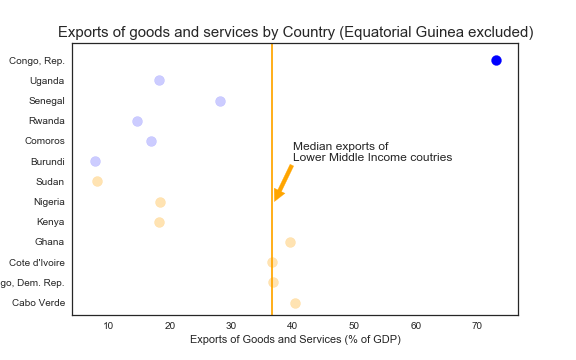 Exports of goods and services by Country (Equatorial Guinea excluded)
Congo, Rep.
Uganda
Senegal
Rwanda
Comoros
Burundi
Sudan
Nigeria
Kenya
Ghana
Cote d'Ivoire
go, Dem. Rep.
Cabo Verde
Median exports of
Lower Middle Income coutries
10 20 30 40 50 60 70
Exports of Goods and Services (% of GDP)